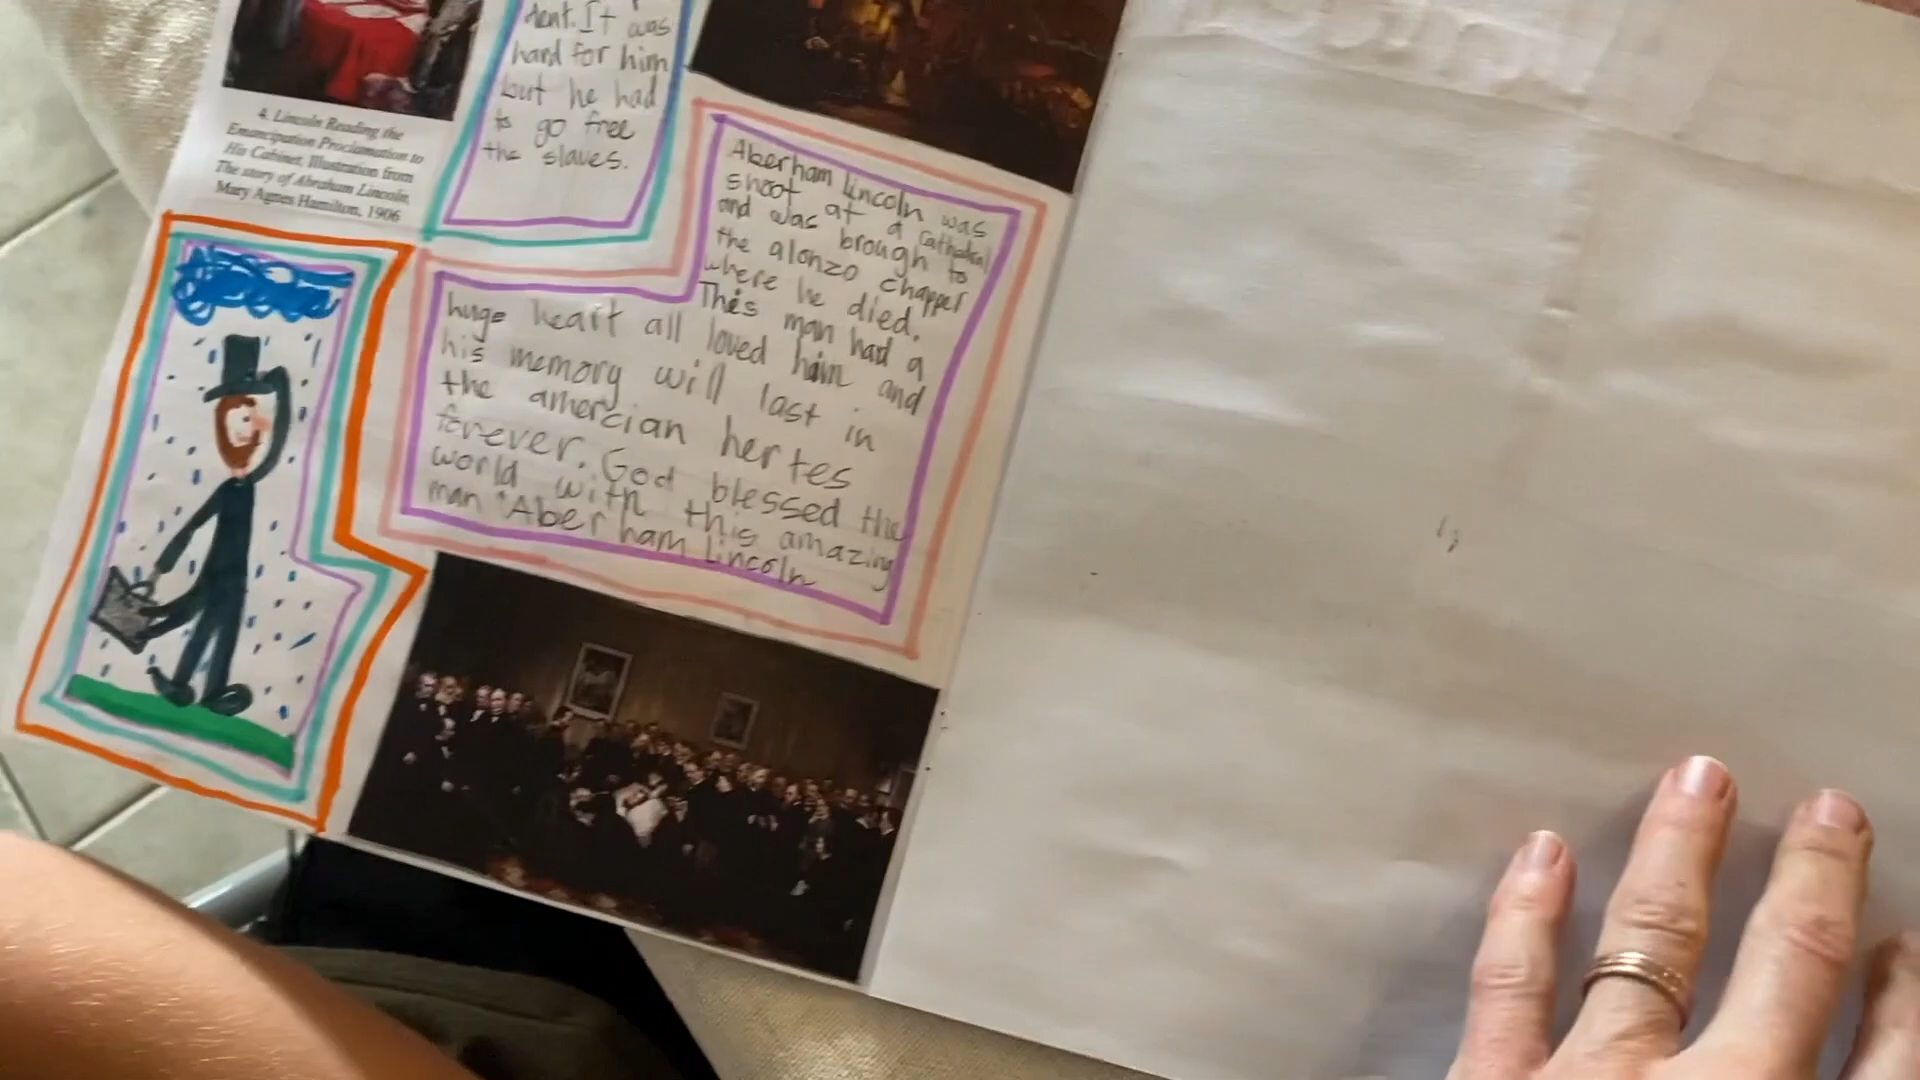 dent. It was
hard for him
but he had
to go free
the slaves.
4. Lincoln Reading the
Emancipation Proclamation to
His Cabinet. Illustration from
The story of Abraham Lincoln,
Mary Agnes Hamilton, 1906
Aberham Lincoln was
shoot at a cathedral
and was brough to
the alonzo chapper
where he died.
This man had a
huge heart all loved him and
his memory will last in
the amercian hertes
forever. God blessed the
world with this amazing
man "Aberham Lincoln